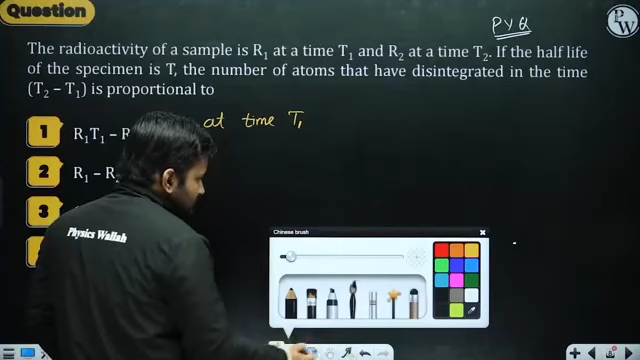 Question
PYQ
PW
The radioactivity of a sample is R₁ at a time T₁ and R₂ at a time T₂. If the half life
of the specimen is T, the number of atoms that have disintegrated in the time
(T₂ – T₁) is proportional to
at time T₁
1 R₁T₁ – R
2 R₁ – R₂
3
Physics Wallah
Chinese brush